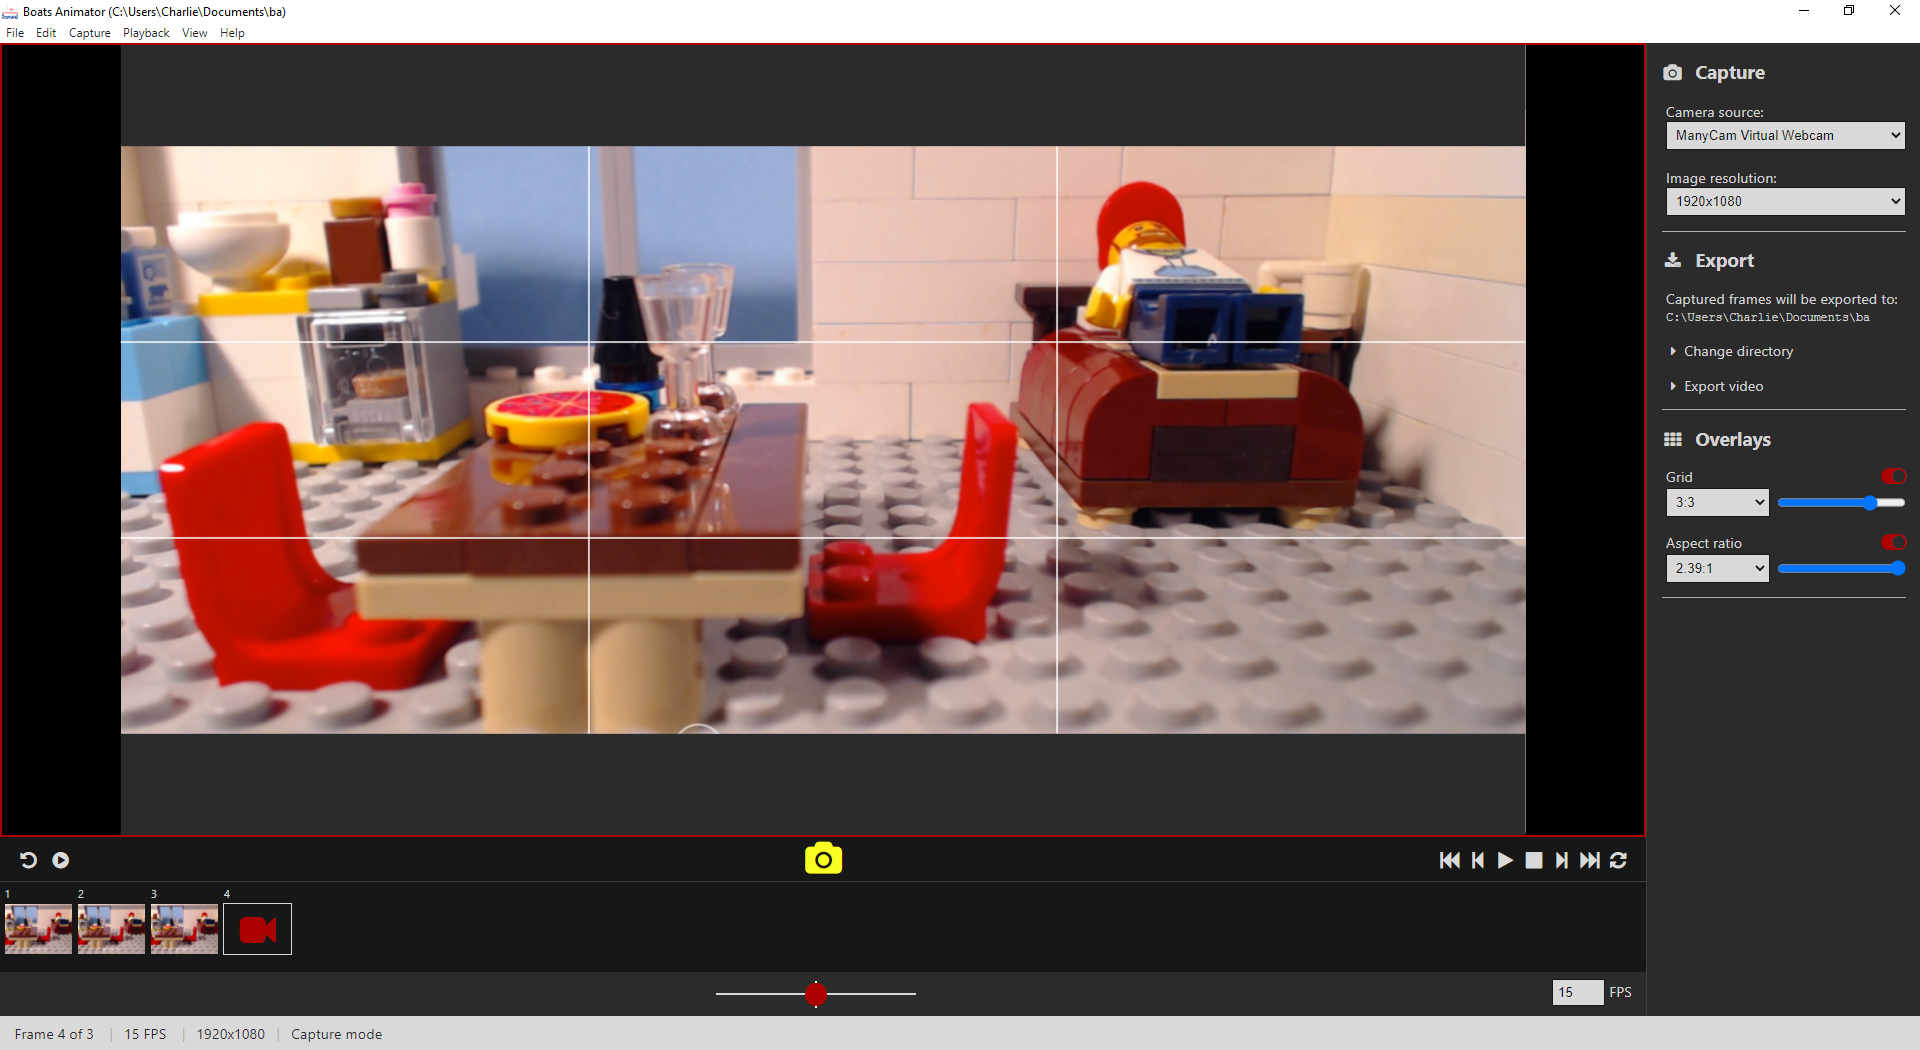 Boats Animator (C:\Users\Charlie\Documents\ba)
File Edit Capture Playback View Help
Capture
Camera source:
ManyCam Virtual Webcam
Image resolution:
1920x1080
Export
Captured frames will be exported to:
C:\Users\Charlie\Documents\ba
Change directory
Export video
Overlays
Grid
3:3
Aspect ratio
2.39:1
1 2 3 4
15 FPS
Frame 4 of 3 | 15 FPS | 1920x1080 | Capture mode